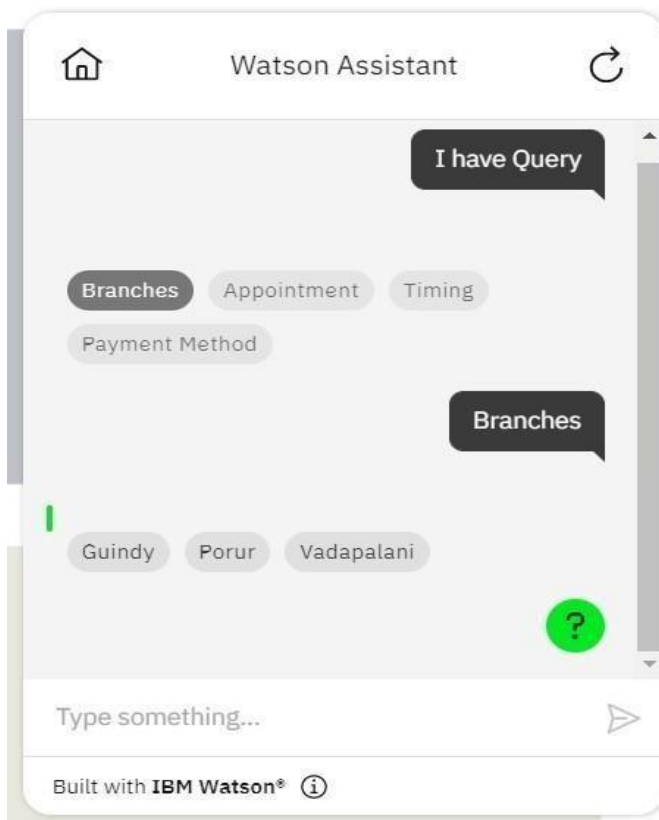 Watson Assistant
I have Query
Branches Appointment Timing
Payment Method
Branches
Guindy Porur Vadapalani
?
Type something...
Built with IBM Watson®